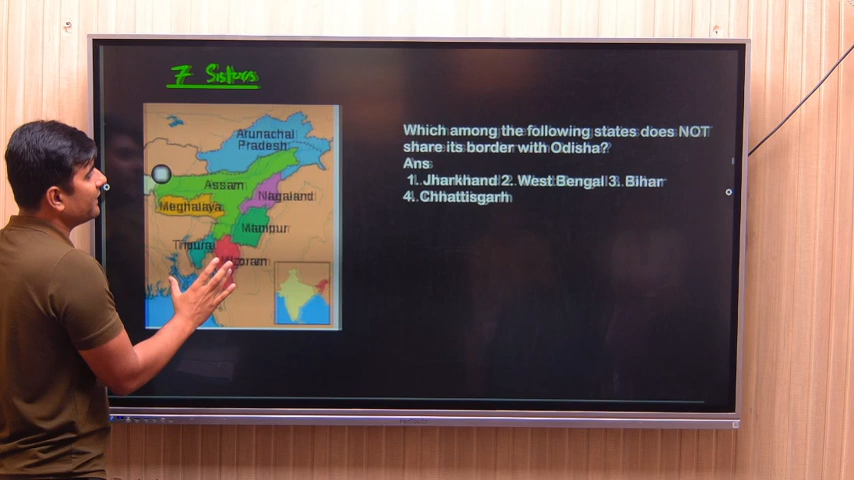 7 Sisters
Arunachal
Pradesh
Assam
Nagaland
Meghalaya
Manipur
Tripura
Mizoram
Which among the following states does NOT
share its border with Odisha?
Ans
1. Jharkhand 2. West Bengal 3. Bihar
4. Chhattisgarh